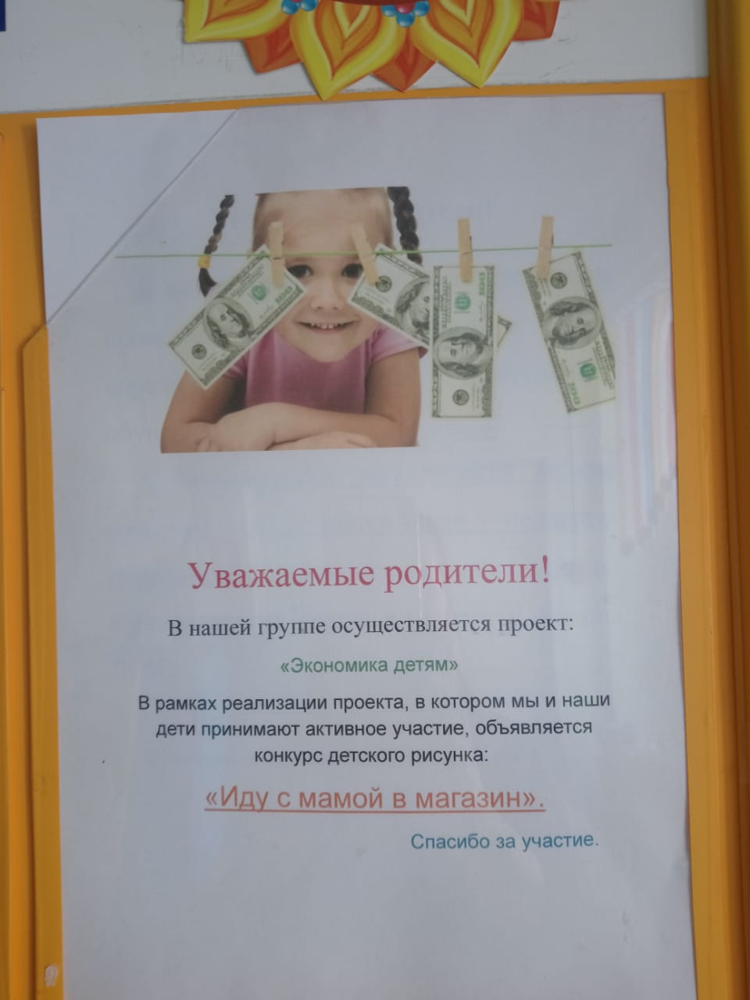 Уважаемые родители!
В нашей группе осуществляется проект:
«Экономика детям»
В рамках реализации проекта, в котором мы и наши
дети принимают активное участие, объявляется
конкурс детского рисунка:
«Иду с мамой в магазин».
Спасибо за участие.